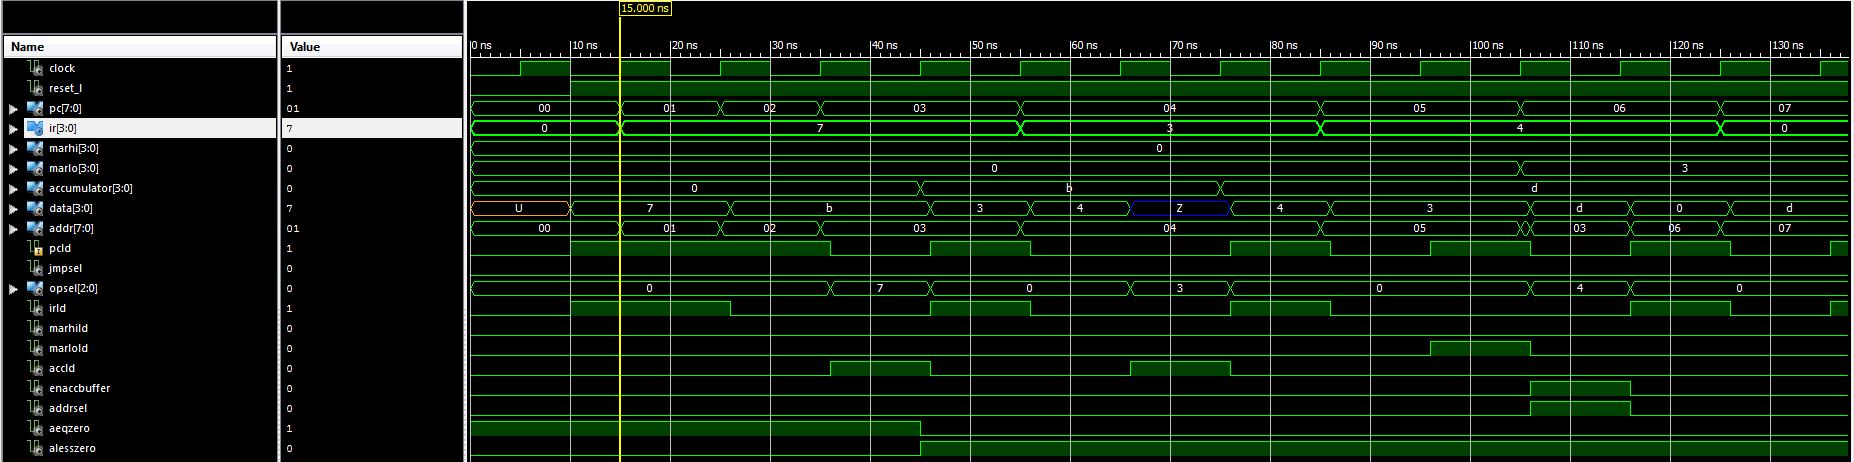 15.000 ns
Name Value 0 ns 10 ns 20 ns 30 ns 40 ns 50 ns 60 ns 70 ns 80 ns 90 ns 100 ns 110 ns 120 ns 130 ns
clock 1
reset_l 1
pc[7:0] 01 00 01 02 03 04 05 06 07
ir[3:0] 7 0 7 3 4 0
marhi[3:0] 0 0
marlo[3:0] 0 0 3
accumulator[3:0] 0 0 b d
data[3:0] 7 U 7 b 3 4 Z 4 3 d 0 d
addr[7:0] 01 00 01 02 03 04 05 03 06 07
pcld 1
jmpsel 0
opsel[2:0] 0 0 7 0 3 0 4 0
irld 1
marhild 0
marlold 0
accld 0
enaccbuffer 0
addrsel 0
aeqzero 1
alesszero 0